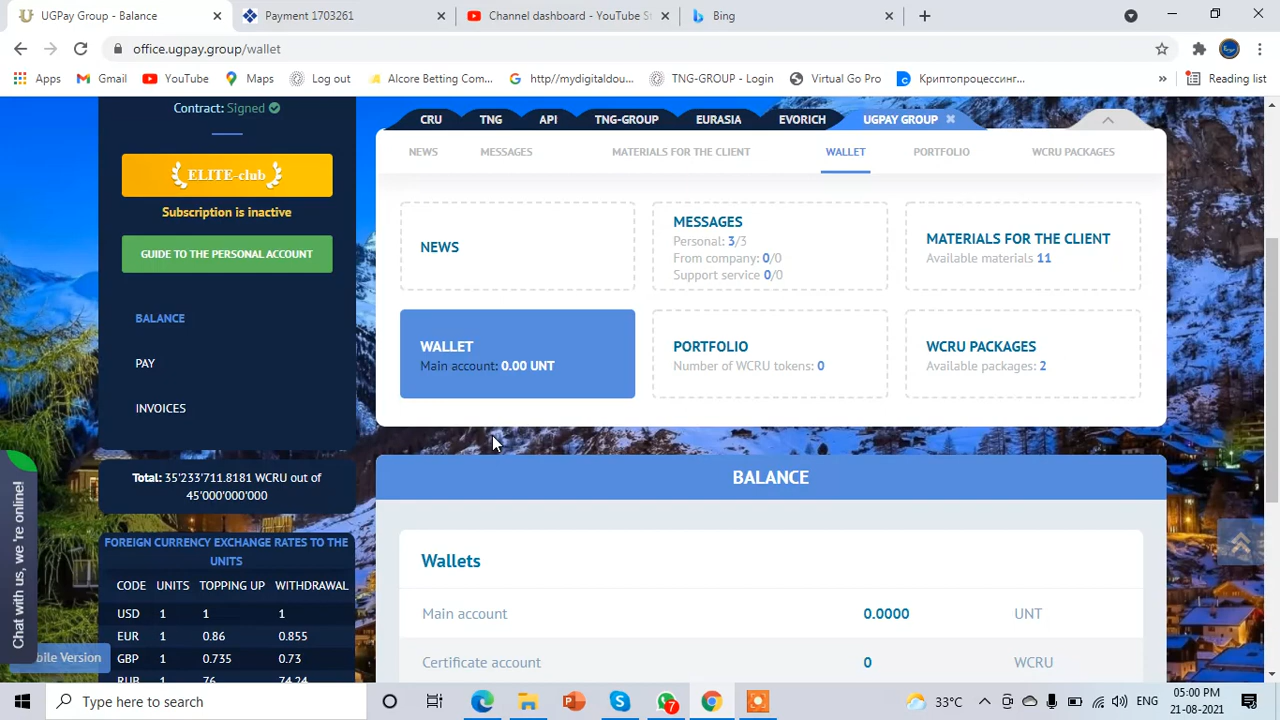 UGPay Group - Balance
Payment 1703261
Channel dashboard - YouTube S
Bing
office.ugpay.group/wallet
Apps
Gmail
YouTube
Maps
Log out
Alcore Betting Com...
http//mydigitaldou...
TNG-GROUP - Login
Virtual Go Pro
Криптопроцессинг...
»
Reading list
Contract: Signed
ELITE-club
Subscription is inactive
GUIDE TO THE PERSONAL ACCOUNT
BALANCE
PAY
INVOICES
Total: 35'233'711.8181 WCRU out of
45'000'000'000
FOREIGN CURRENCY EXCHANGE RATES TO THE
UNITS
CODE UNITS TOPPING UP WITHDRAWAL
USD 1 1 1
EUR 1 0.86 0.855
GBP 1 0.735 0.73
RUB 1 76 74.24
Chat with us, we 're online!
bile Version
CRU TNG API TNG-GROUP EURASIA EVORICH UGPAY GROUP
NEWS MESSAGES MATERIALS FOR THE CLIENT WALLET PORTFOLIO WCRU PACKAGES
NEWS
MESSAGES
Personal: 3/3
From company: 0/0
Support service 0/0
MATERIALS FOR THE CLIENT
Available materials 11
WALLET
Main account: 0.00 UNT
PORTFOLIO
Number of WCRU tokens: 0
WCRU PACKAGES
Available packages: 2
BALANCE
Wallets
Main account 0.0000 UNT
Certificate account 0 WCRU
Type here to search
7
33°C
ENG
05:00 PM
21-08-2021